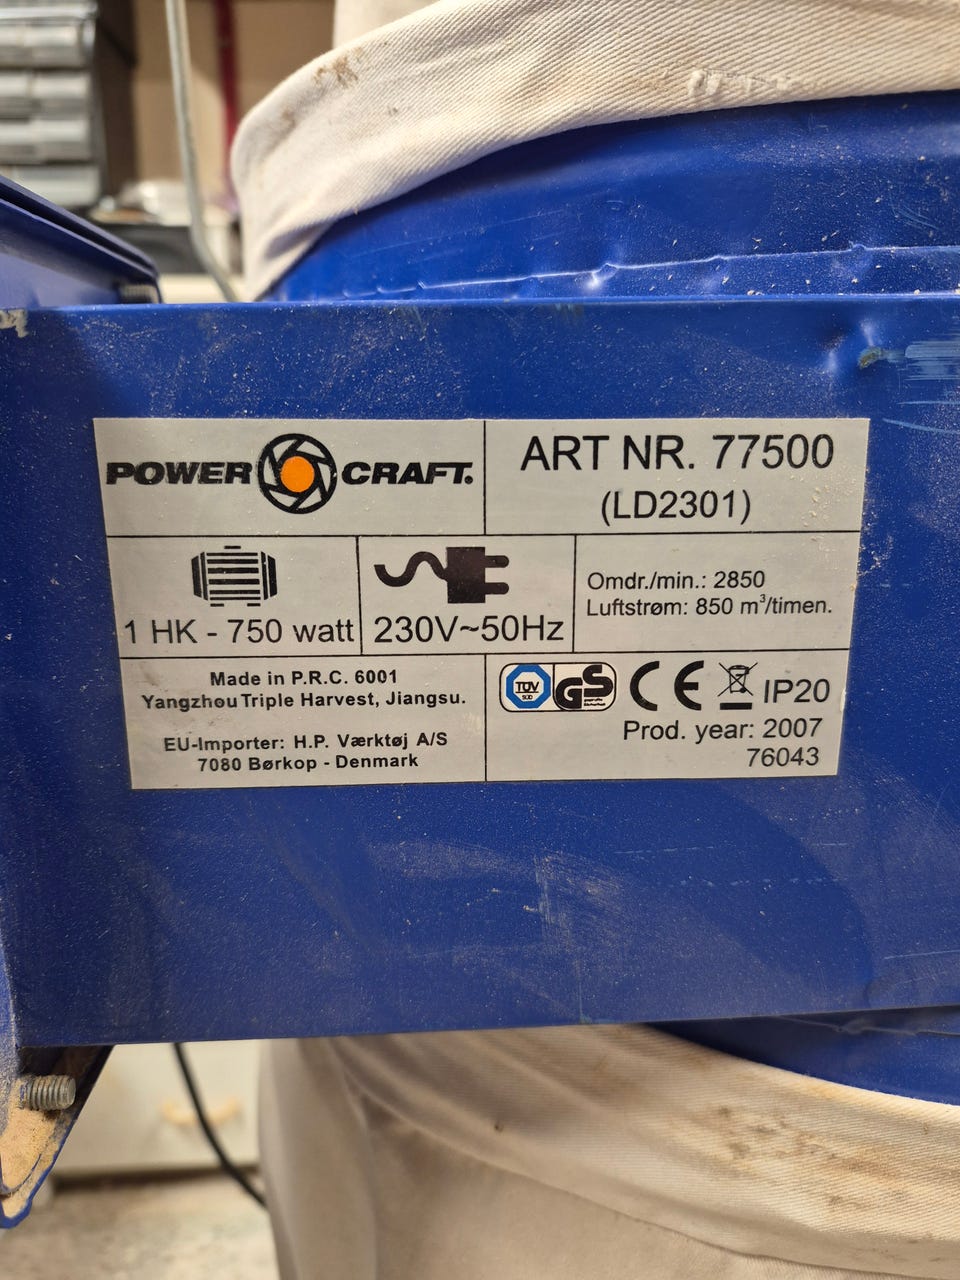 POWER CRAFT.
ART NR. 77500
(LD2301)
1 HK - 750 watt
230V~50Hz
Omdr./min.: 2850
Luftstrøm: 850 m³/timen.
Made in P.R.C. 6001
Yangzhou Triple Harvest, Jiangsu.
EU-Importer: H.P. Værktøj A/S
7080 Børkop - Denmark
TÜV
SÜD
GS
CE
IP20
Prod. year: 2007
76043